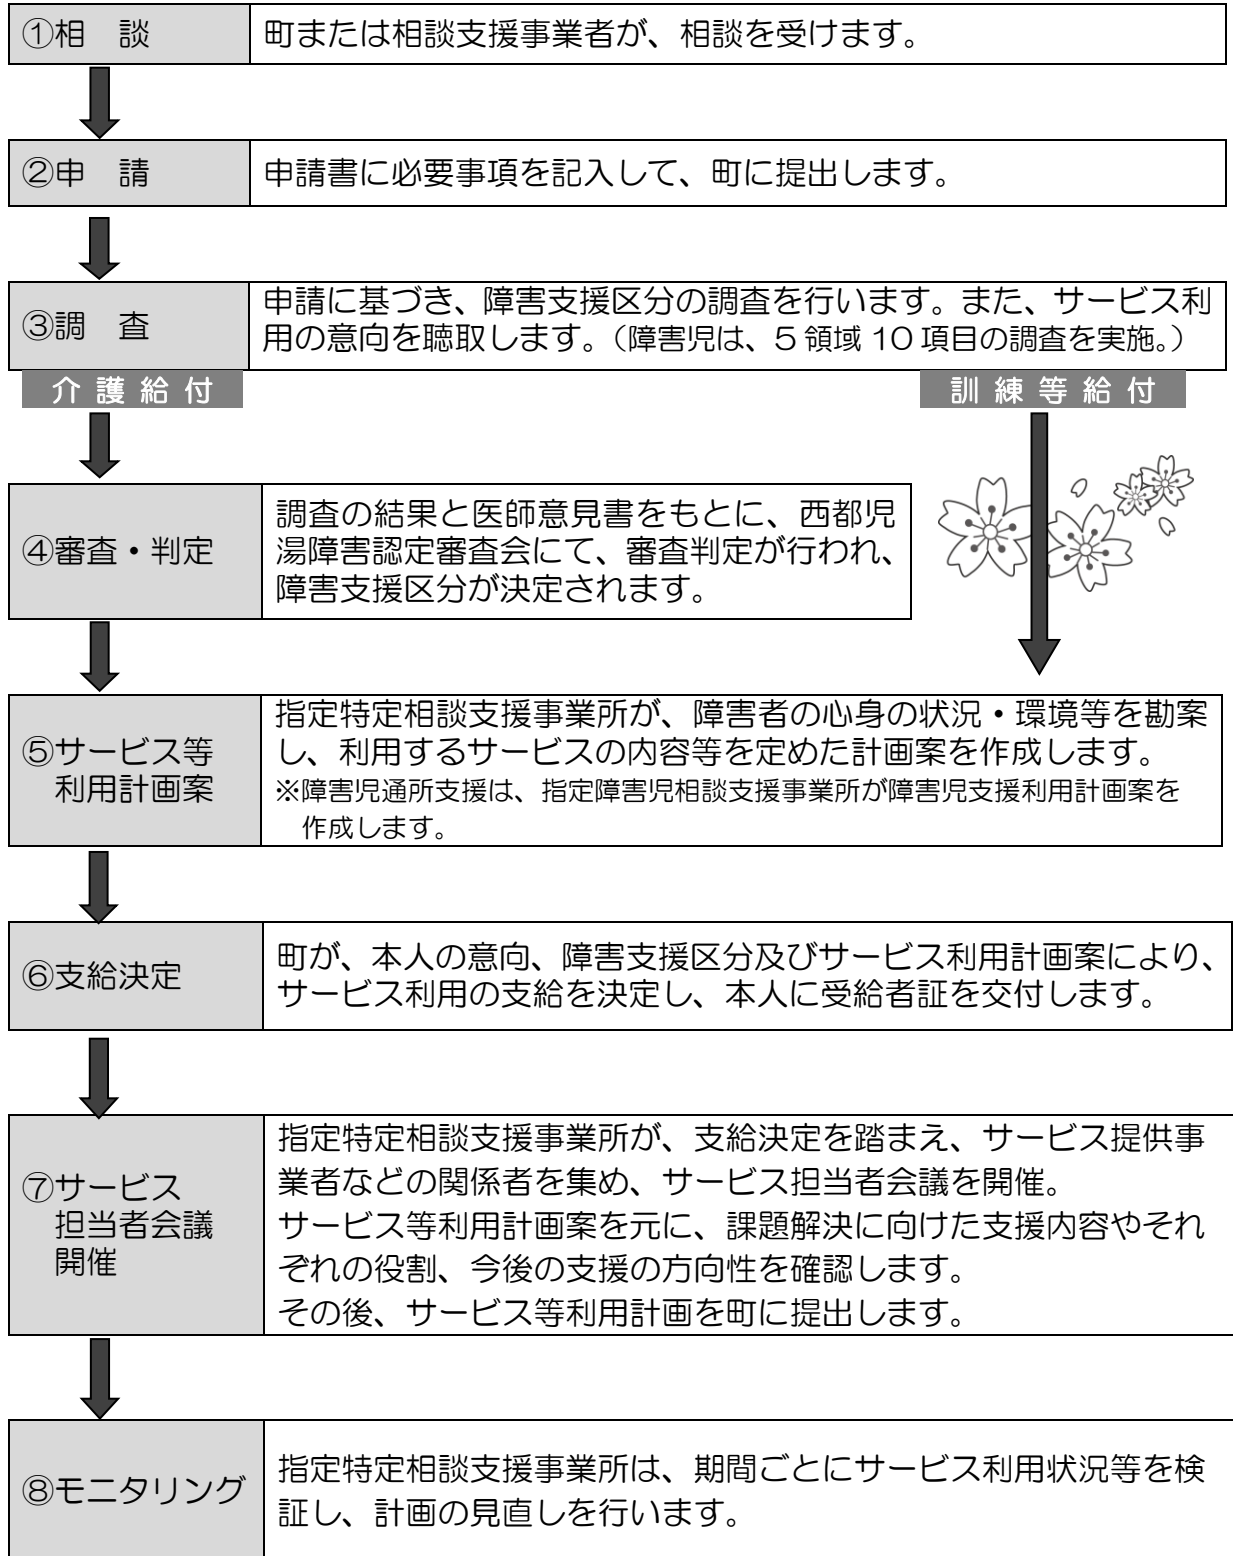 ①相　談
町または相談支援事業者が、相談を受けます。
②申　請
申請書に必要事項を記入して、町に提出します。
③調　査
申請に基づき、障害支援区分の調査を行います。また、サービス利
用の意向を聴取します。（障害児は、5 領域 10 項目の調査を実施。）
介護給付
訓練等給付
④審査・判定
調査の結果と医師意見書をもとに、西都児
湯障害認定審査会にて、審査判定が行われ、
障害支援区分が決定されます。
⑤サービス等
利用計画案
指定特定相談支援事業所が、障害者の心身の状況・環境等を勘案
し、利用するサービスの内容等を定めた計画案を作成します。
※障害児通所支援は、指定障害児相談支援事業所が障害児支援利用計画案を
作成します。
⑥支給決定
町が、本人の意向、障害支援区分及びサービス利用計画案により、
サービス利用の支給を決定し、本人に受給者証を交付します。
⑦サービス
担当者会議
開催
指定特定相談支援事業所が、支給決定を踏まえ、サービス提供事
業者などの関係者を集め、サービス担当者会議を開催。
サービス等利用計画案を元に、課題解決に向けた支援内容やそれ
ぞれの役割、今後の支援の方向性を確認します。
その後、サービス等利用計画を町に提出します。
⑧モニタリング
指定特定相談支援事業所は、期間ごとにサービス利用状況等を検
証し、計画の見直しを行います。